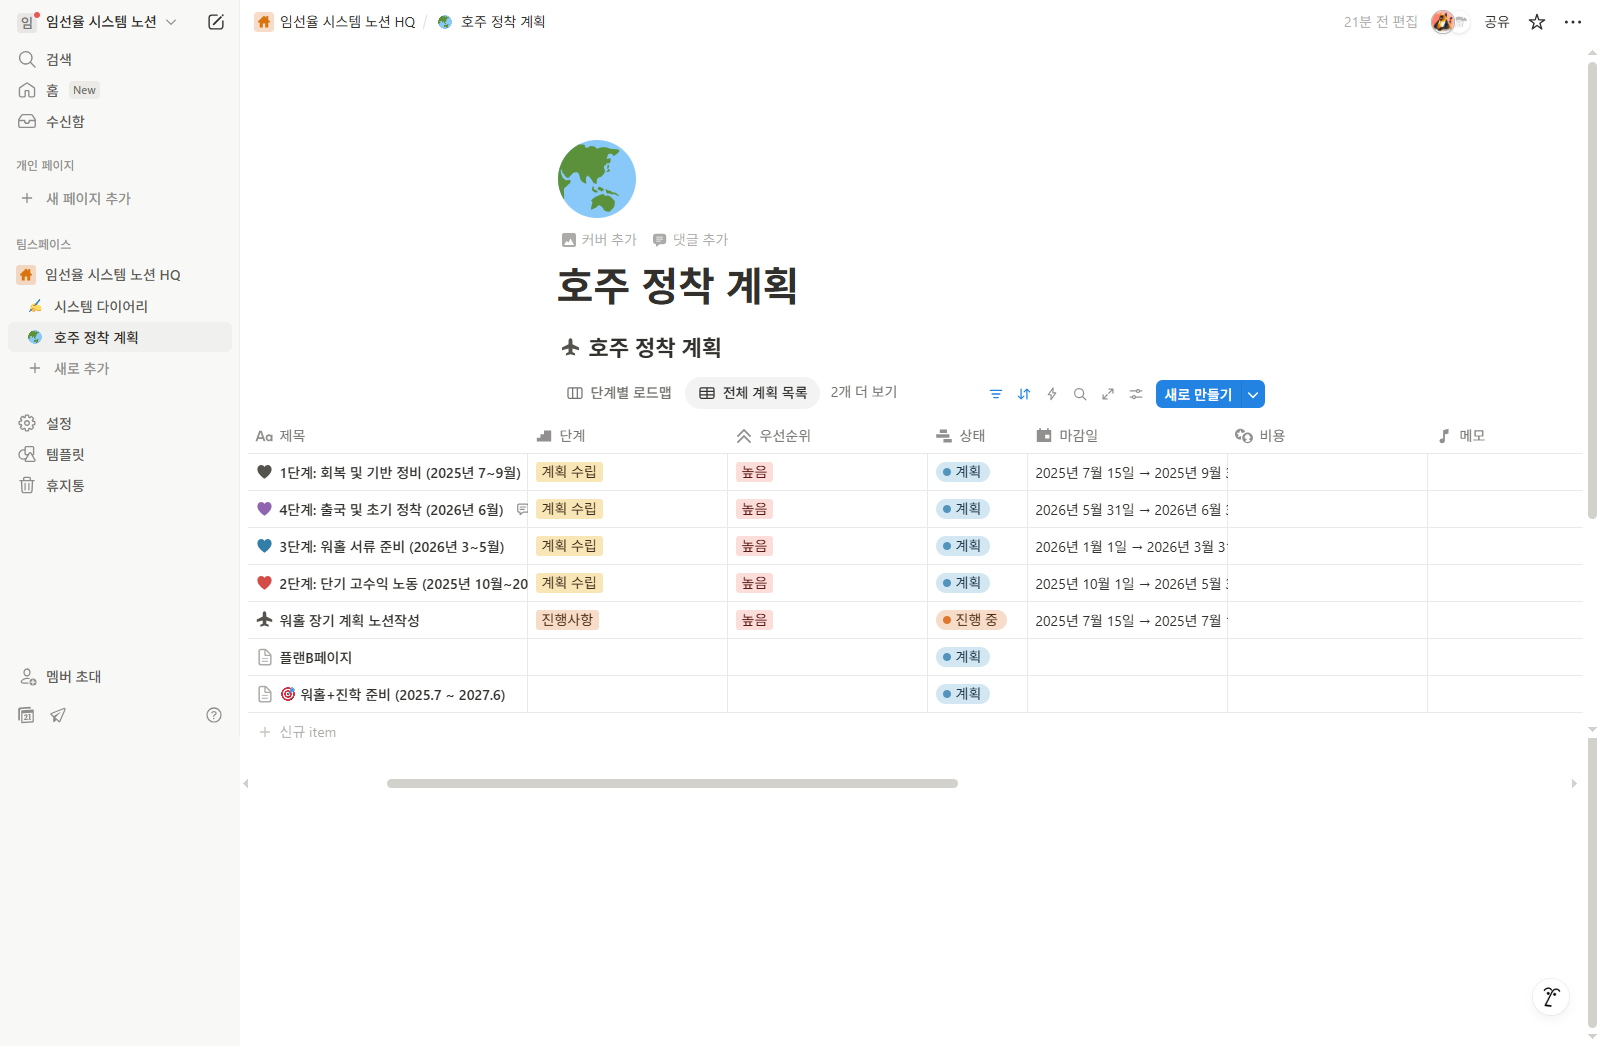 임 임선율 시스템 노션
검색
홈 New
수신함
개인 페이지
새 페이지 추가
팀스페이스
임선율 시스템 노션 HQ
시스템 다이어리
호주 정착 계획
새로 추가
설정
템플릿
휴지통
멤버 초대
21
임선율 시스템 노션 HQ / 호주 정착 계획
21분 전 편집 공유
커버 추가 댓글 추가
호주 정착 계획
호주 정착 계획
단계별 로드맵 전체 계획 목록 2개 더 보기 새로 만들기
Aa 제목 단계 우선순위 상태 마감일 비용 메모
1단계: 회복 및 기반 정비 (2025년 7~9월) 계획 수립 높음 계획 2025년 7월 15일 → 2025년 9월
4단계: 출국 및 초기 정착 (2026년 6월) 계획 수립 높음 계획 2026년 5월 31일 → 2026년 6월
3단계: 워홀 서류 준비 (2026년 3~5월) 계획 수립 높음 계획 2026년 1월 1일 → 2026년 3월
2단계: 단기 고수익 노동 (2025년 10월~20 계획 수립 높음 계획 2025년 10월 1일 → 2026년 5월
워홀 장기 계획 노션작성 진행사항 높음 진행 중 2025년 7월 15일 → 2025년 7월
플랜B페이지 계획
워홀+진학 준비 (2025.7 ~ 2027.6) 계획
신규 item